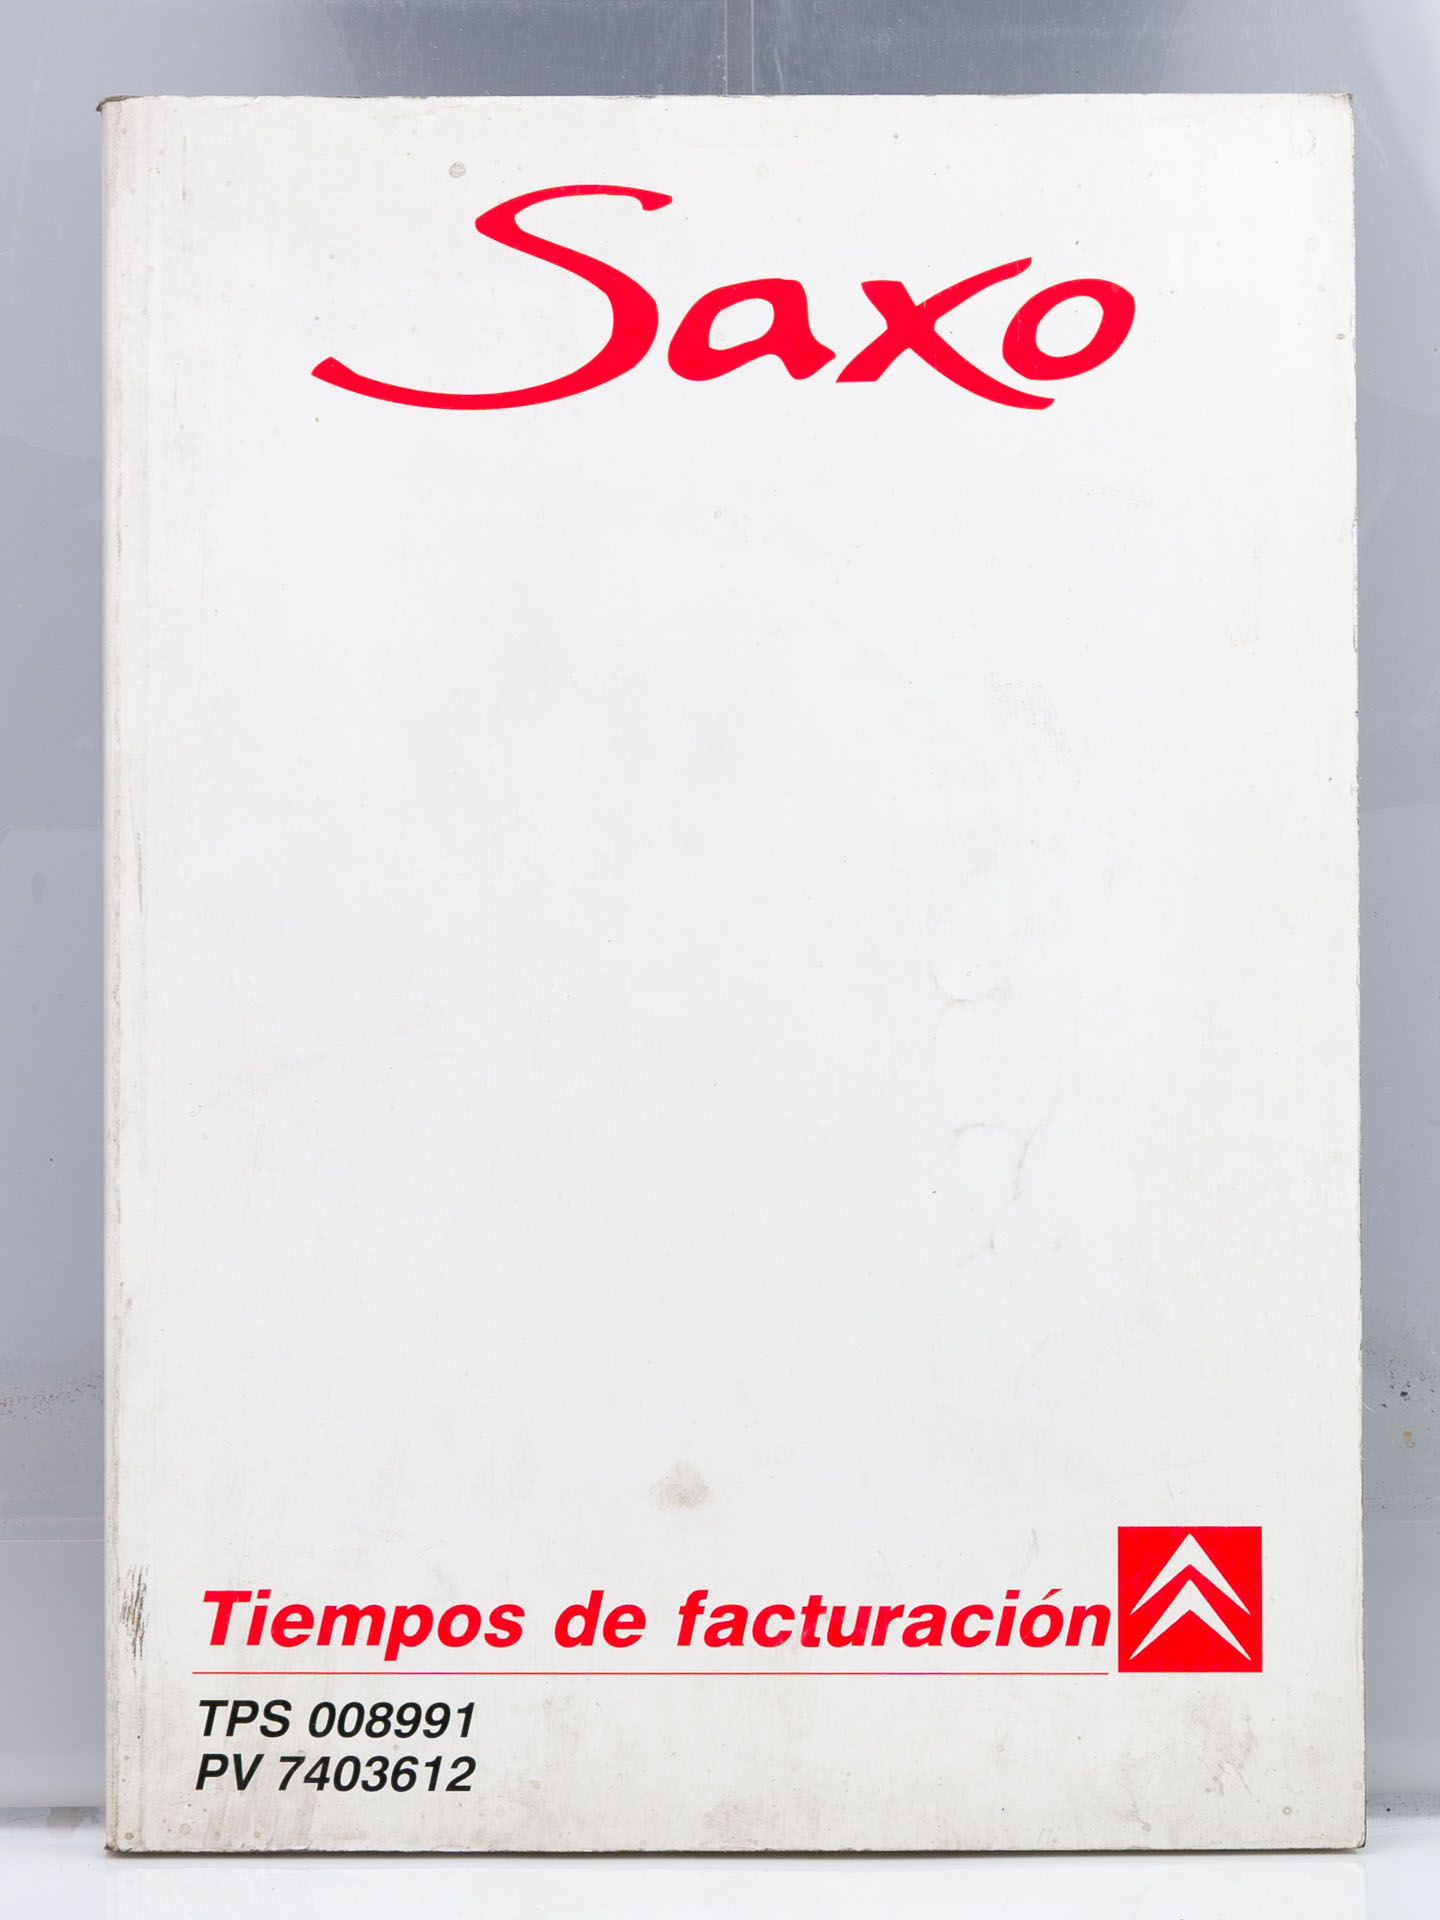 Saxo
Tiempos de facturación
TPS 008991
PV 7403612